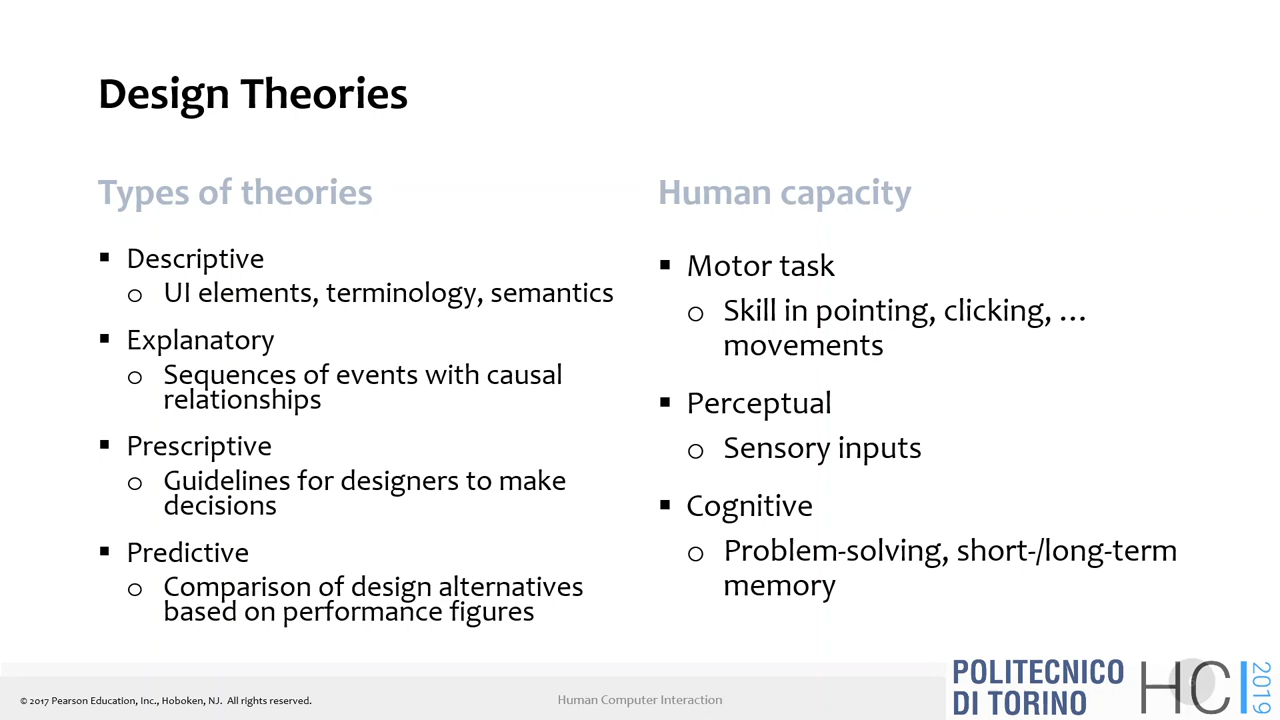 Design Theories
Types of theories
▪ Descriptive
o UI elements, terminology, semantics
▪ Explanatory
o Sequences of events with causal
relationships
▪ Prescriptive
o Guidelines for designers to make
decisions
▪ Predictive
o Comparison of design alternatives
based on performance figures
Human capacity
▪ Motor task
o Skill in pointing, clicking, …
movements
▪ Perceptual
o Sensory inputs
▪ Cognitive
o Problem-solving, short-/long-term
memory
© 2017 Pearson Education, Inc., Hoboken, NJ. All rights reserved.
Human Computer Interaction
POLITECNICO
DI TORINO
HCI
2019